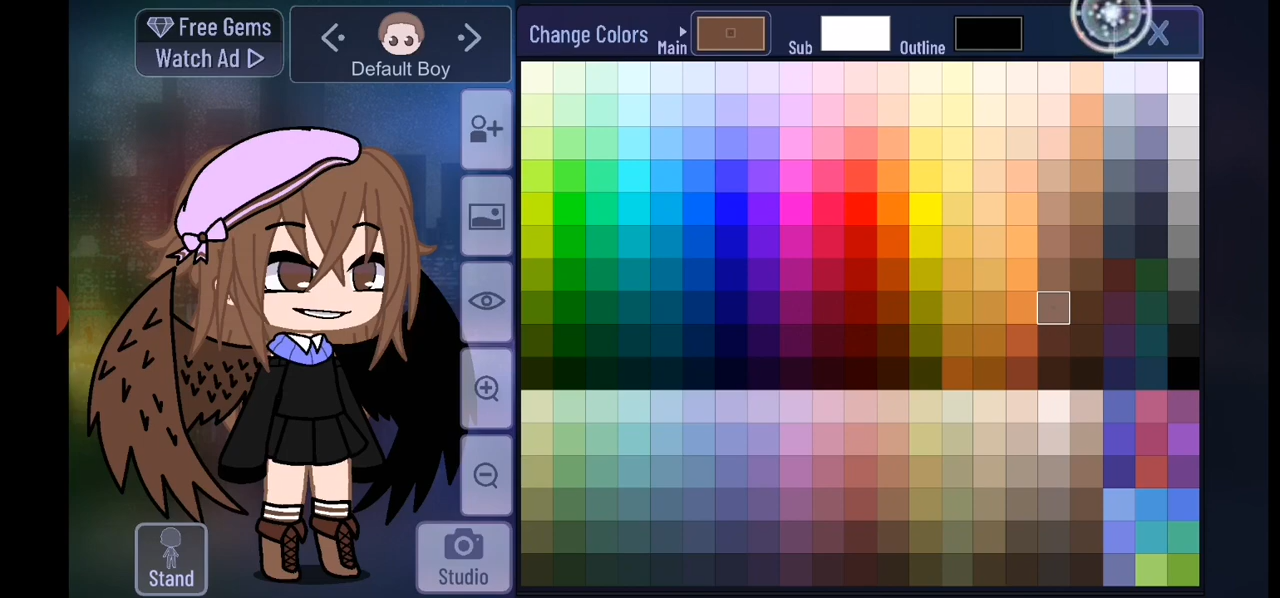 Free Gems
Watch Ad
Default Boy
Change Colors
Main
Sub
Outline
X
Stand
Studio